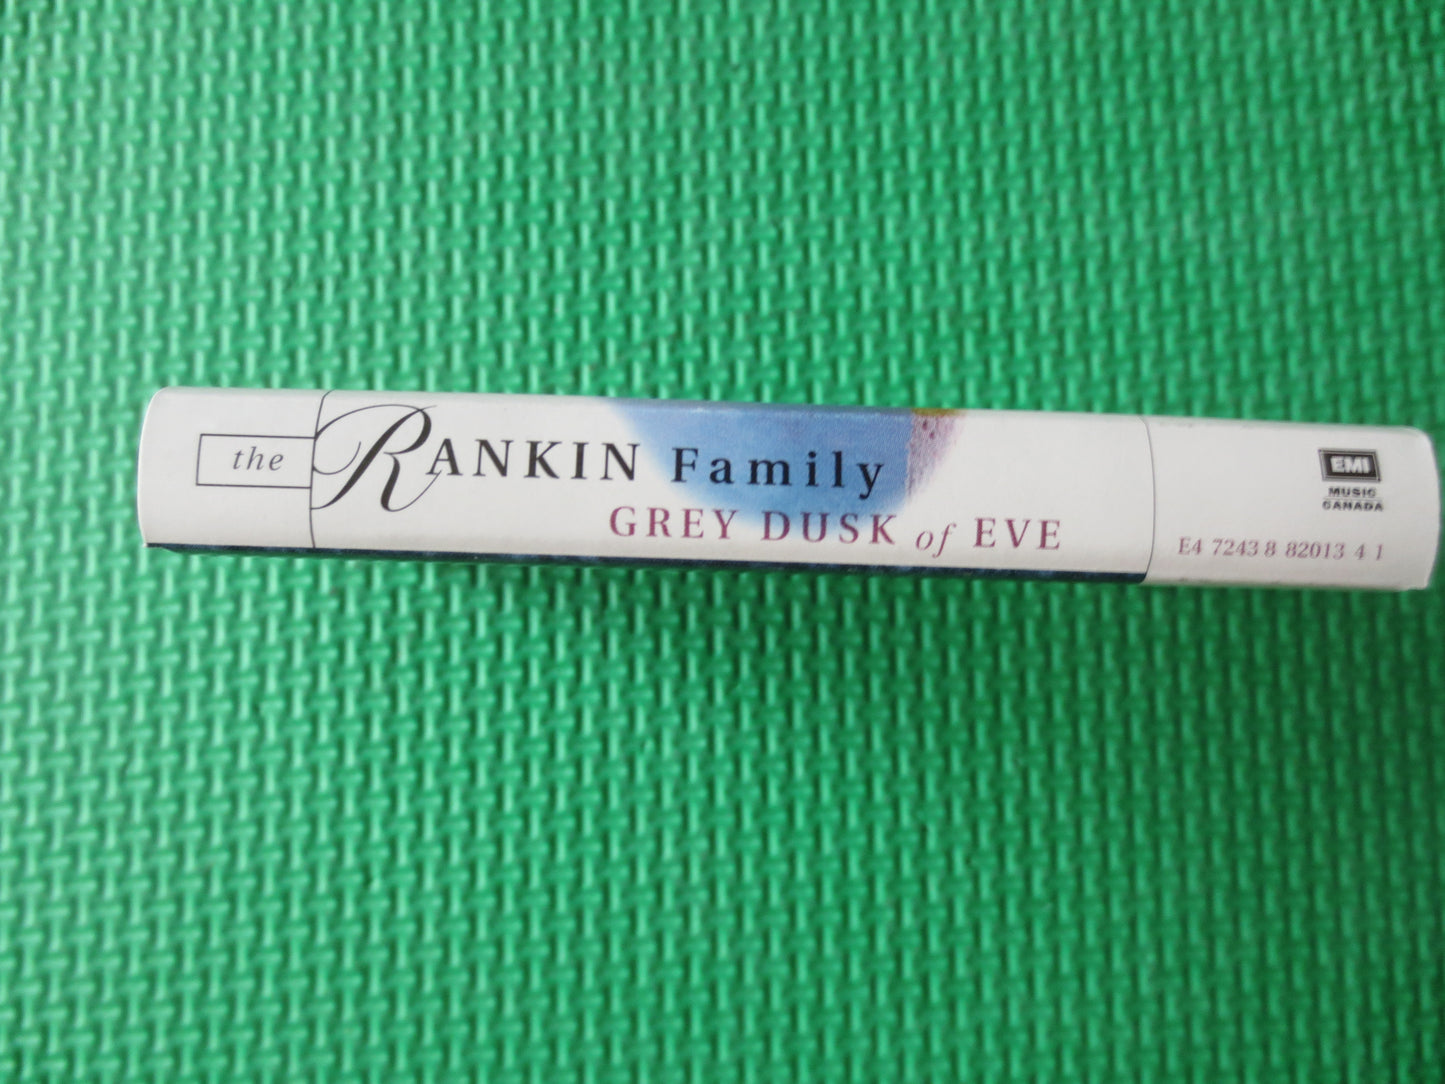 the RANKIN Family
GREY DUSK of EVE
EMI
MUSIC
CANADA
E4 7243 8 82013 4 1